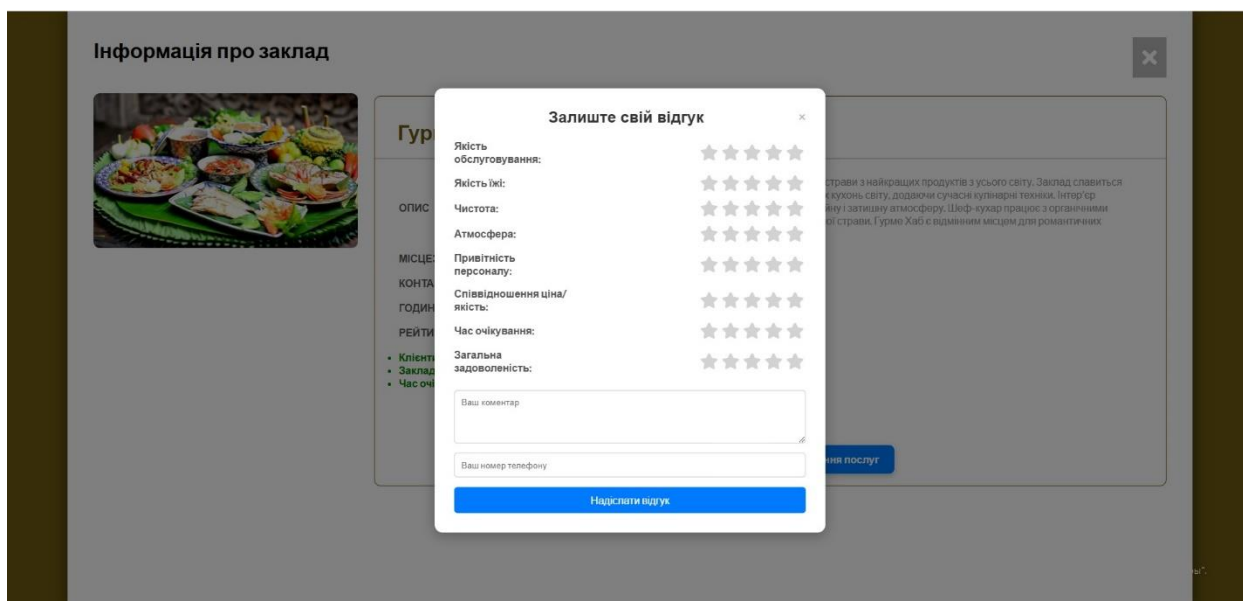 Інформація про заклад
×
Гур
Залиште свій відгук
×
Якість
обслуговування:
Якість їжі:
Чистота:
Атмосфера:
Привітність
персоналу:
Співвідношення ціна/
якість:
Час очікування:
Загальна
задоволеність:
Ваш коментар
Ваш номер телефону
Надіслати відгук
ОПИС
страви з найкращих продуктів з усього світу. Заклад славиться
х кухонь світу, додаючи сучасні кулінарні техніки. Інтер'єр
йну і затишну атмосферу. Шеф-кухар працює з органічними
ої страви. Гурме Хаб є відмінним місцем для романтичних
МІСЦЕ
КОНТА
ГОДИН
РЕЙТИ
• Клієнт
• Заклад
• Час очі
ння послуг